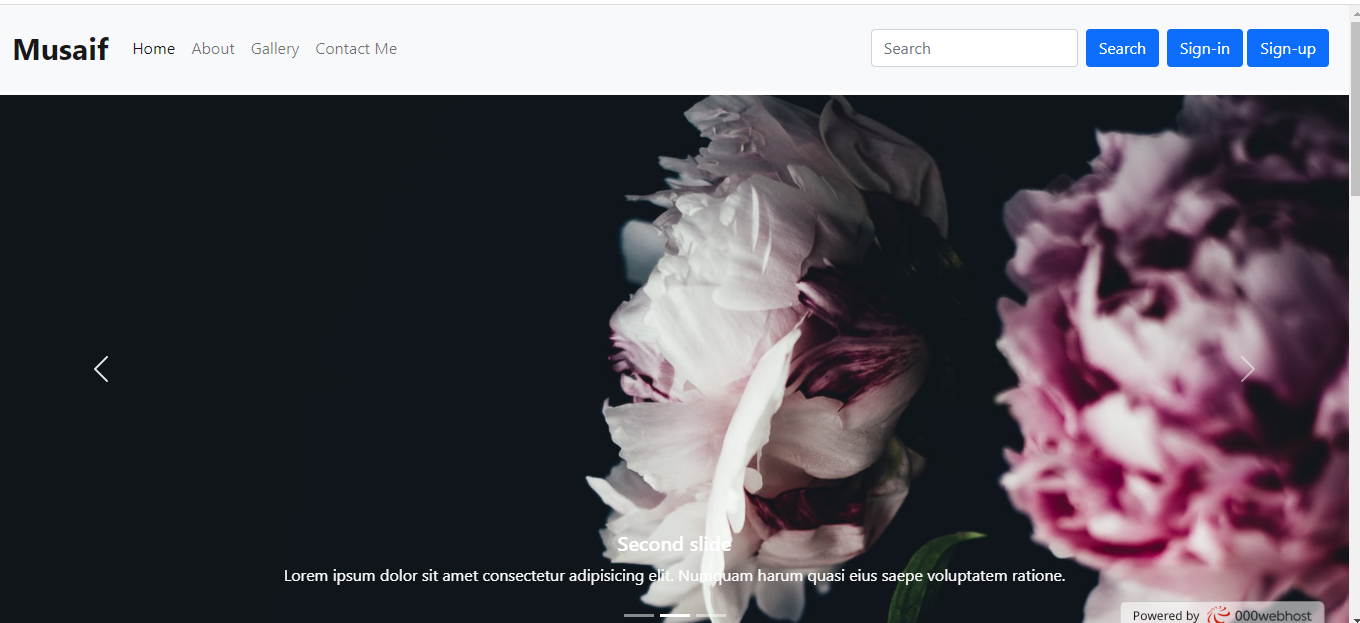 Musaif Home About Gallery Contact Me Search Search Sign-in Sign-up
Second slide
Lorem ipsum dolor sit amet consectetur adipisicing elit. Numquam harum quasi eius saepe voluptatem ratione.
Powered by 000webhost